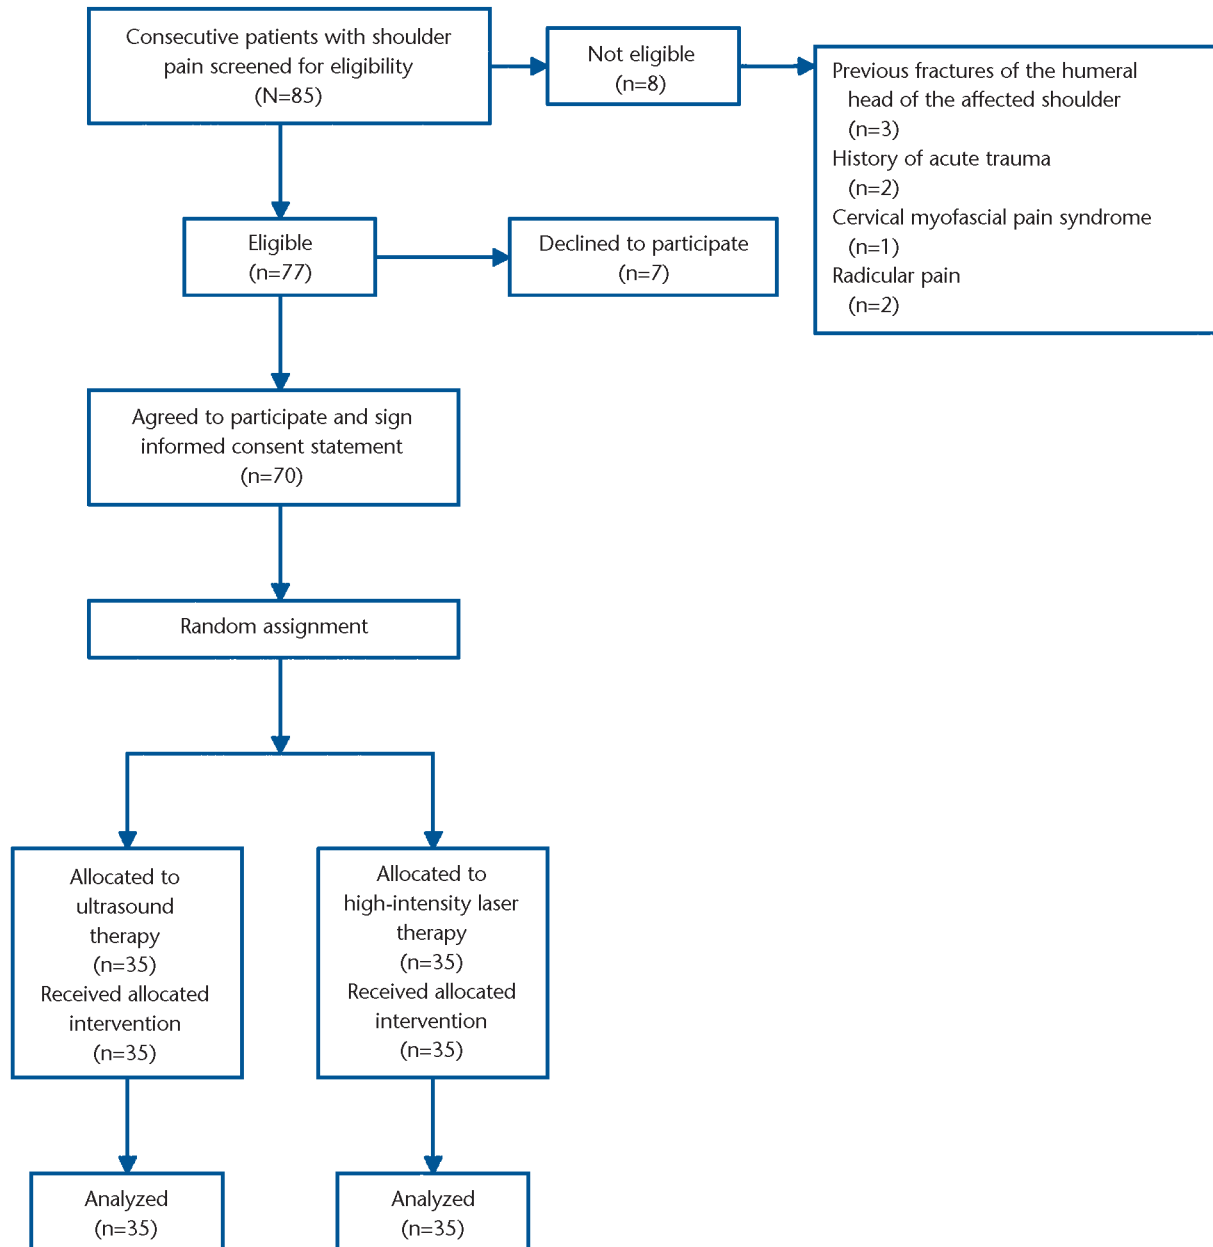 Consecutive patients with shoulder
pain screened for eligibility
(N=85)
Not eligible
(n=8)
Previous fractures of the humeral
head of the affected shoulder
(n=3)
History of acute trauma
(n=2)
Cervical myofascial pain syndrome
(n=1)
Radicular pain
(n=2)
Eligible
(n=77)
Declined to participate
(n=7)
Agreed to participate and sign
informed consent statement
(n=70)
Random assignment
Allocated to
ultrasound
therapy
(n=35)
Received allocated
intervention
(n=35)
Allocated to
high-intensity laser
therapy
(n=35)
Received allocated
intervention
(n=35)
Analyzed
(n=35)
Analyzed
(n=35)